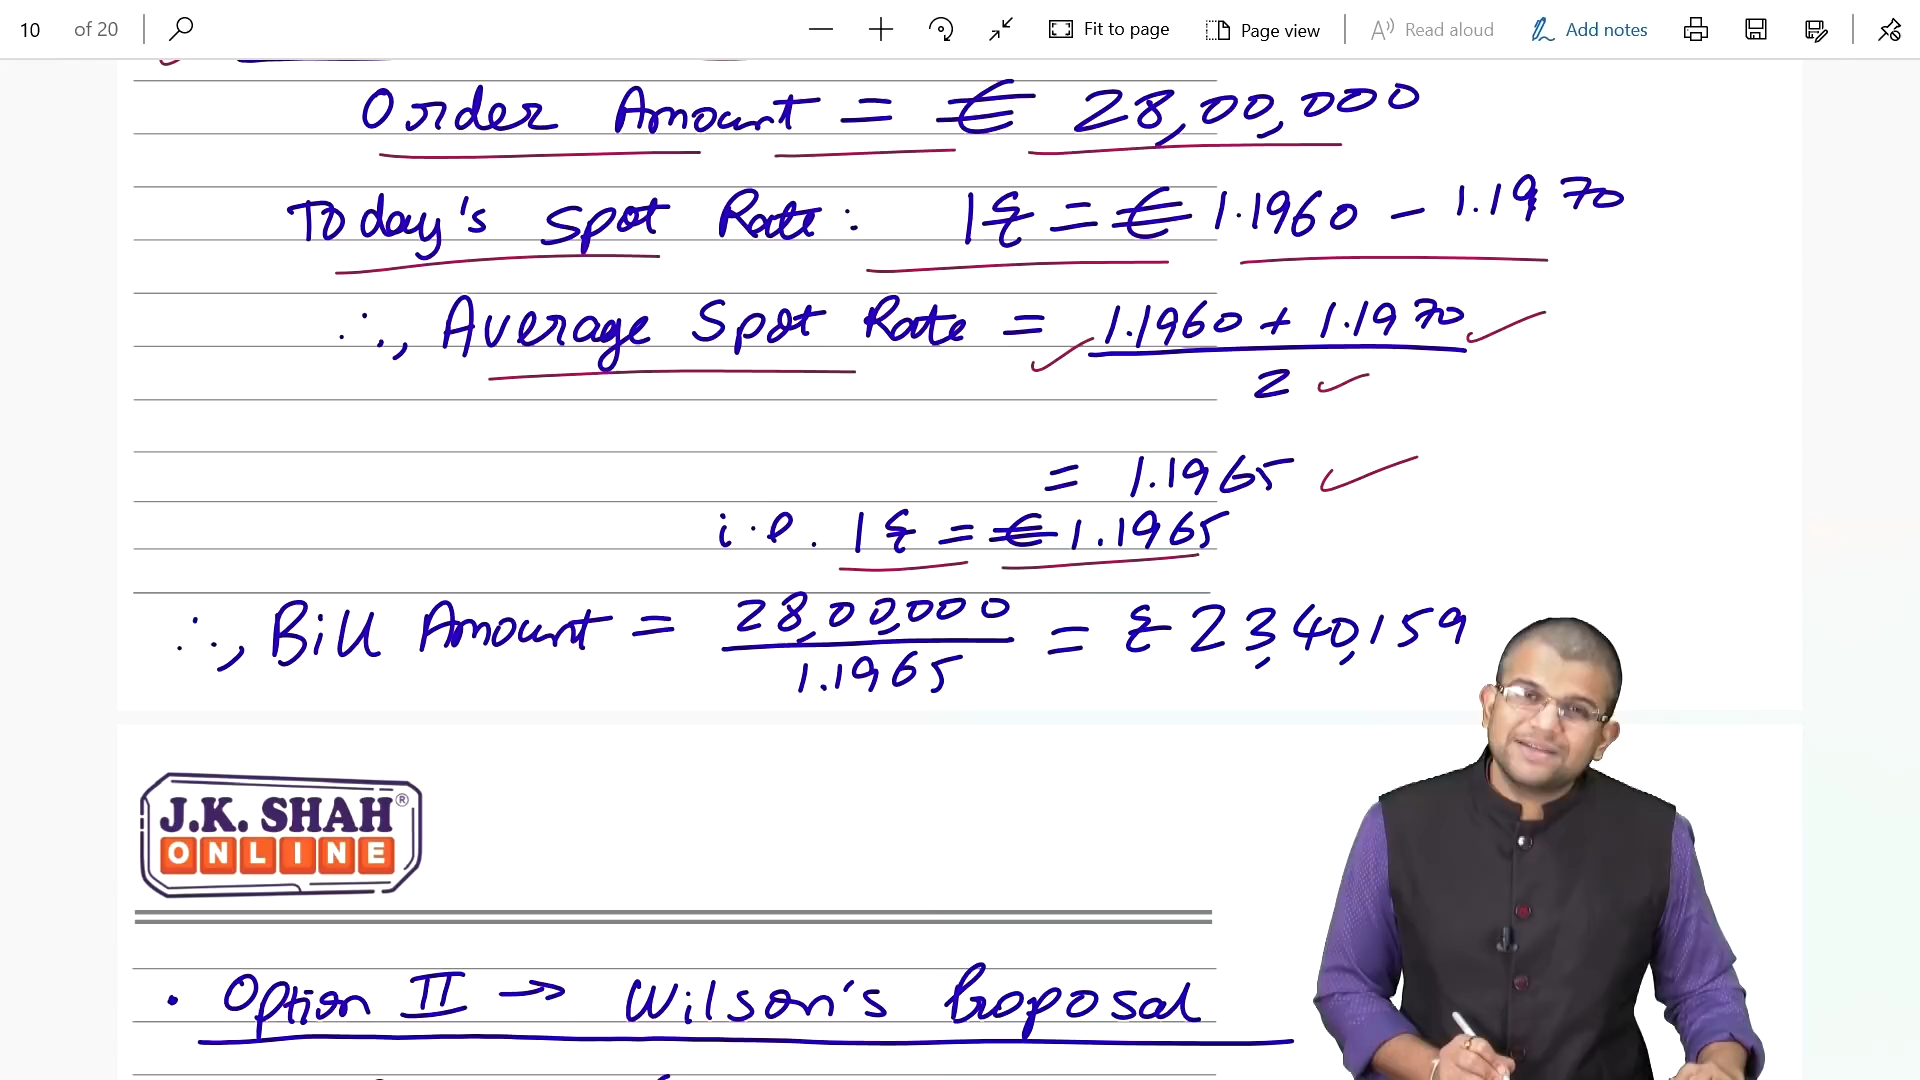 10 of 20 Fit to page Page view Read aloud Add notes
Order Amount = € 28,00,000
Today's Spot Rate: 1£ = € 1.1960 - 1.1970
∴, Average Spot Rate = 1.1960 + 1.1970
2
= 1.1965
i.e. 1£ = € 1.1965
∴, Bill Amount = 28,00,000 = £ 23,40,159
1.1965
J.K. SHAH®
ONLINE
• Option II → Wilson's Proposal